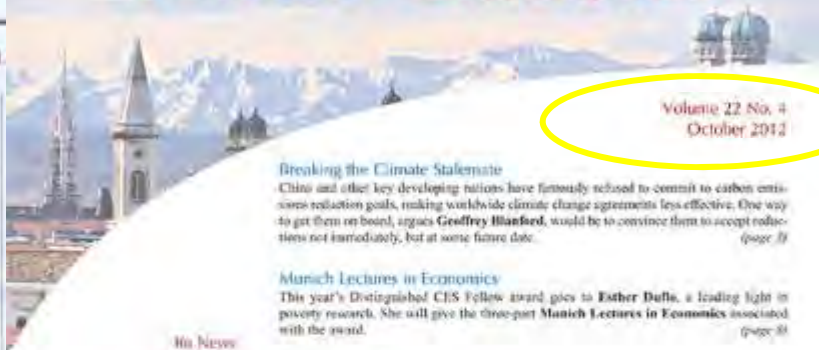 Volume 22 No. 4
October 2012
Breaking the Climate Stalemate
China and other key developing nations have famously refused to commit to carbon emis-
sions reduction goals, making worldwide climate change agreements less effective. One way
to get them on board, argues Geoffrey Blanford, would be to convince them to accept reduc-
tions not immediately, but at some future date. (page 3)
Munich Lectures in Economics
This year's Distinguished CES Fellow award goes to Esther Duflo, a leading light in
poverty research. She will give the three-part Munich Lectures in Economics associated
with the award. (page 8)
Ifo News